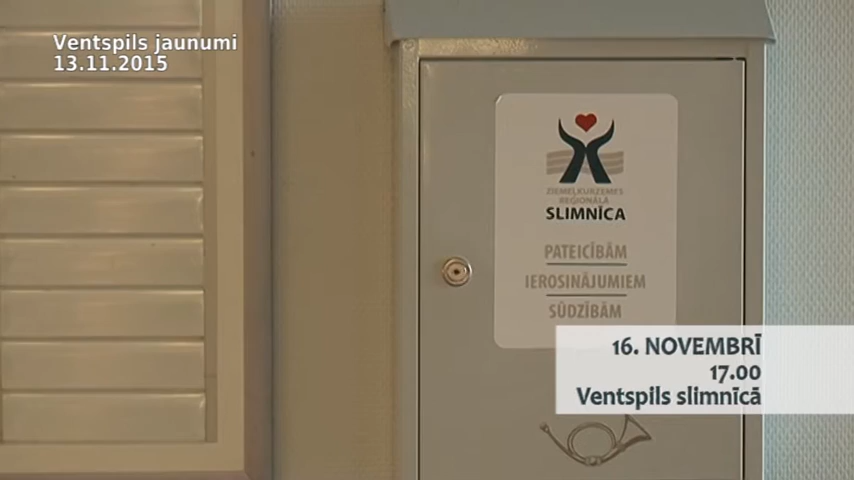 Ventspils jaunumi
13.11.2015
ZIEMEĻKURZEMES
REĢIONĀLĀ
SLIMNĪCA
PATEICĪBĀM
IEROSINĀJUMIEM
SŪDZĪBĀM
16. NOVEMBRĪ
17.00
Ventspils slimnīcā